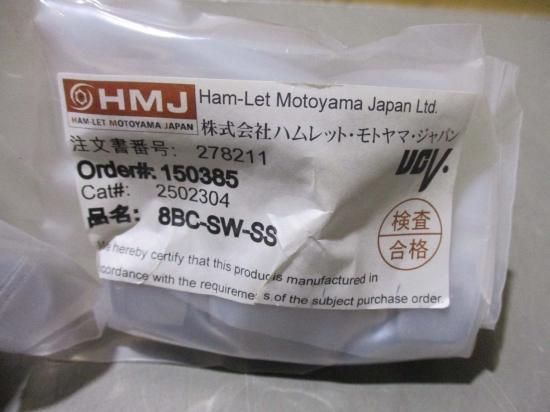 HMJ
HAM-LET MOTOYAMA JAPAN
Ham-Let Motoyama Japan Ltd.
株式会社ハムレット・モトヤマ・ジャパン
注文書番号: 278211
UCV.
Order#: 150385
Cat#: 2502304
品名: 8BC-SW-SS
検査
合格
We hereby certify that this product is manufactured in
accordance with the requirements of the subject purchase order.